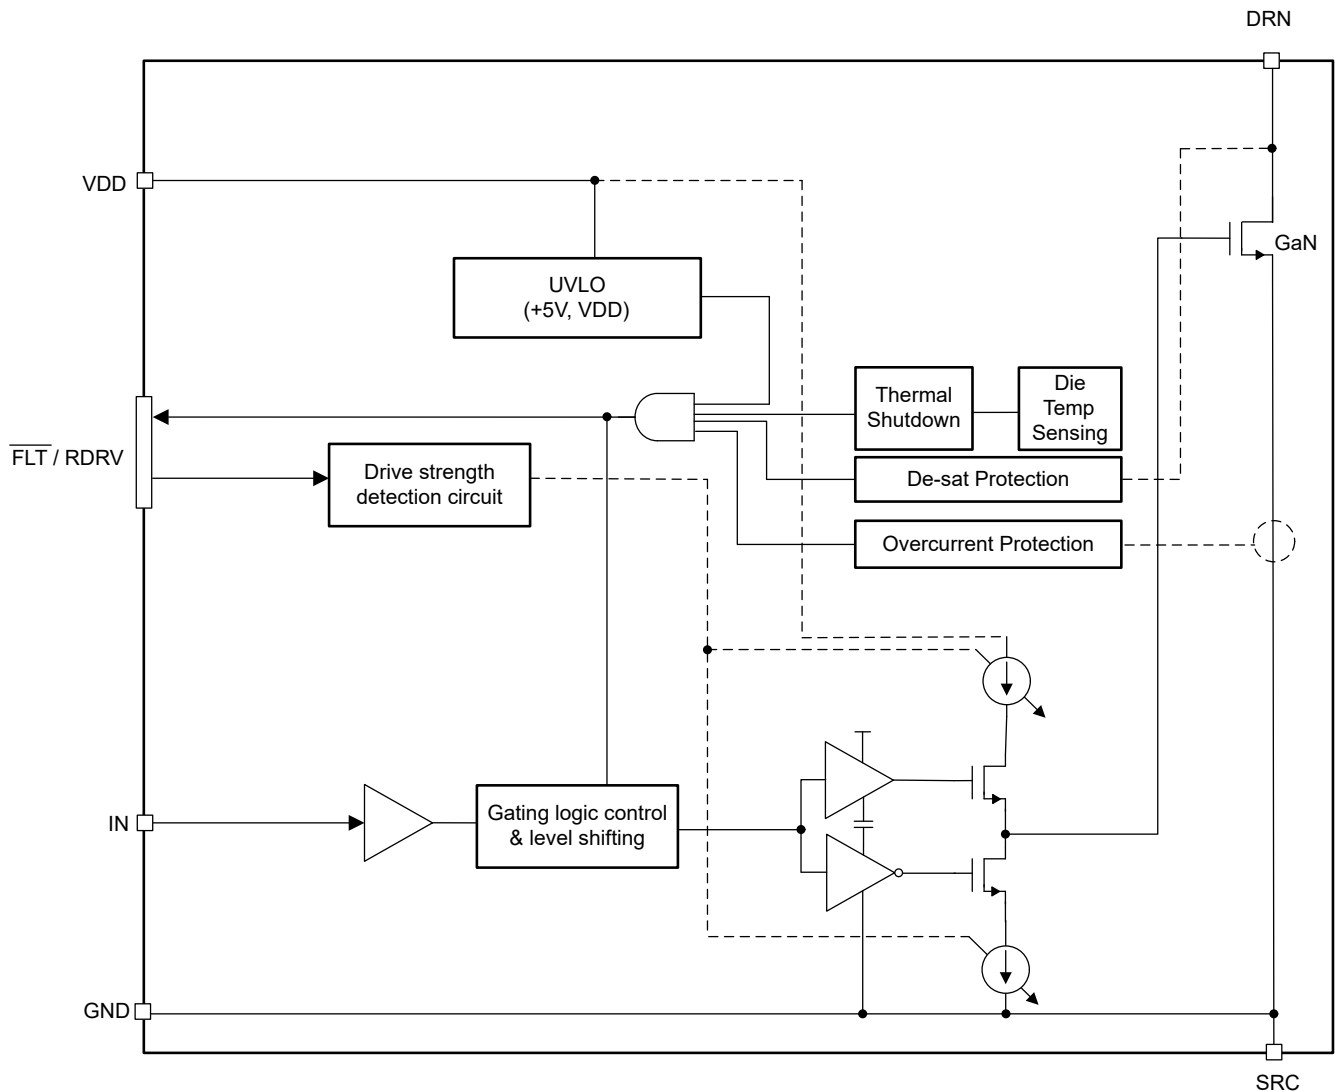 DRN
VDD
GaN
UVLO
(+5V, VDD)
Thermal
Shutdown
Die
Temp
Sensing
FLT / RDRV
Drive strength
detection circuit
De-sat Protection
Overcurrent Protection
IN
Gating logic control
& level shifting
GND
SRC